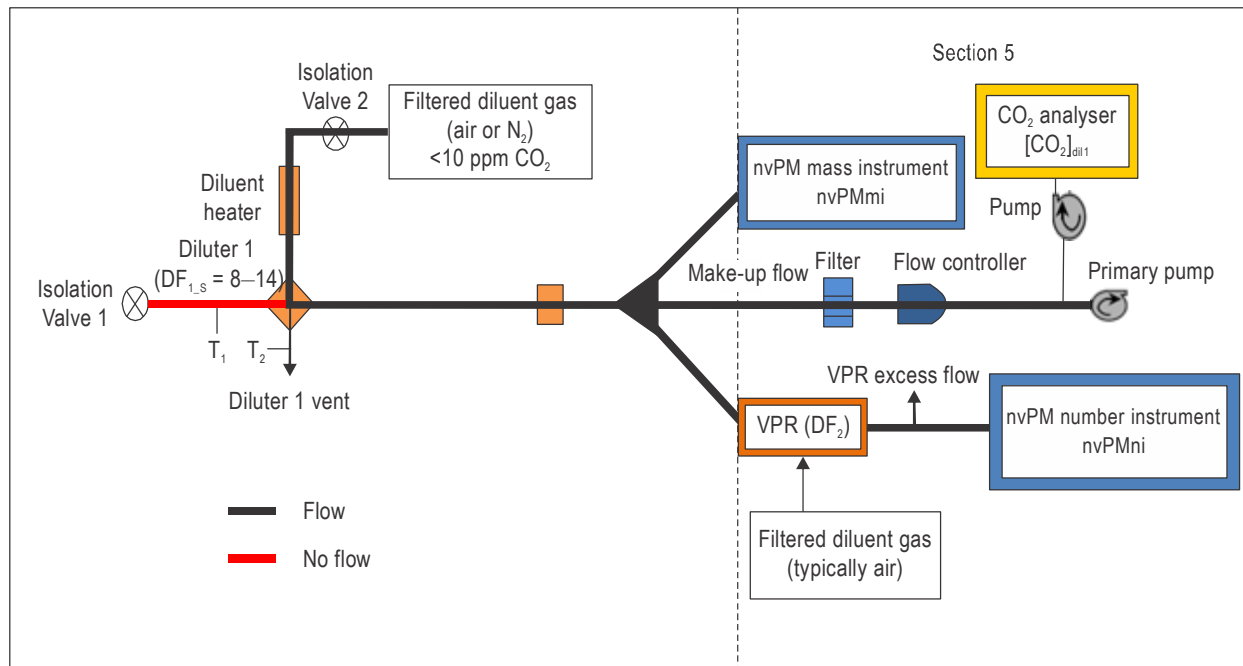 Section 5
Isolation
Valve 2
Filtered diluent gas
(air or N₂)
<10 ppm CO₂
CO₂ analyser
[CO₂]dil1
nvPM mass instrument
nvPMmi
Diluent
heater
Pump
Diluter 1
(DF1_S = 8–14)
Isolation
Valve 1
Make-up flow
Filter
Flow controller
Primary pump
T₁
T₂
Diluter 1 vent
VPR excess flow
VPR (DF₂)
nvPM number instrument
nvPMni
Flow
No flow
Filtered diluent gas
(typically air)